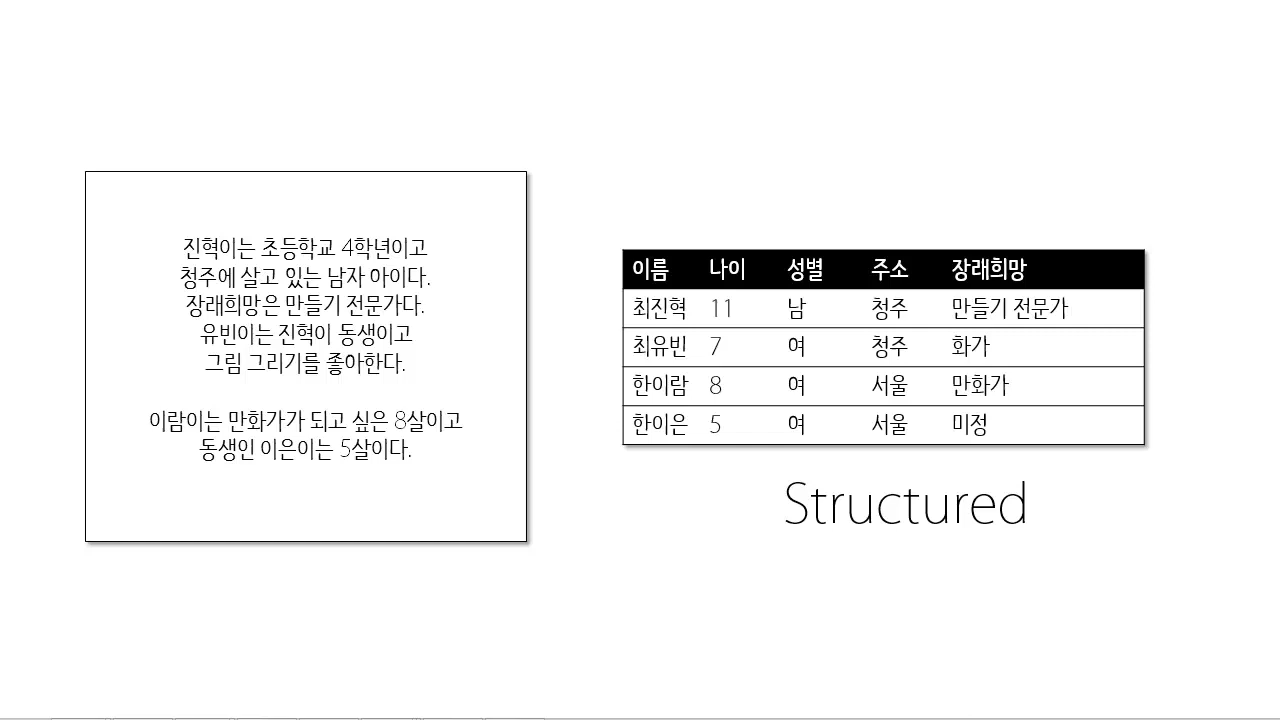 진혁이는 초등학교 4학년이고
청주에 살고 있는 남자 아이다.
장래희망은 만들기 전문가다.
유빈이는 진혁이 동생이고
그림 그리기를 좋아한다.
이람이는 만화가가 되고 싶은 8살이고
동생인 이은이는 5살이다.
이름 나이 성별 주소 장래희망
최진혁 11 남 청주 만들기 전문가
최유빈 7 여 청주 화가
한이람 8 여 서울 만화가
한이은 5 여 서울 미정
Structured